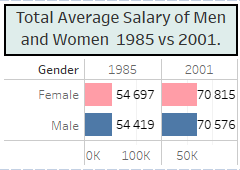 Total Average Salary of Men
and Women 1985 vs 2001.
Gender 1985 2001
Female 54 697 70 815
Male 54 419 70 576
0K 100K 50K